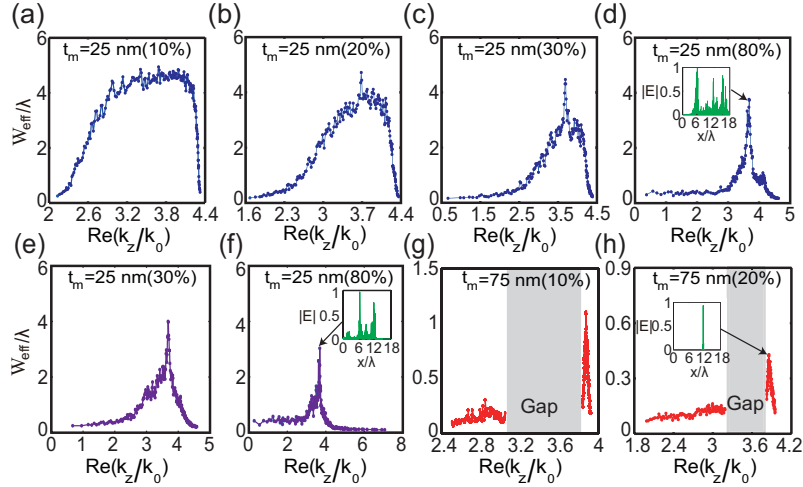 (a)
t_m=25 nm(10%)
W_eff/λ
6
4
2
0
2 2.8 3.2 3.6 4.4
Re(k_z/k_0)
(b)
t_m=25 nm(20%)
6
4
2
0
1.6 2.3 3 3.7 4.4
Re(k_z/k_0)
(c)
t_m=25 nm(30%)
6
4
2
0
0.5 1.5 2.5 3.5 4.5
Re(k_z/k_0)
(d)
t_m=25 nm(80%)
6
4
2
0
0 1 2 3 4 5
Re(k_z/k_0)
|E|
1
0.5
0
0 6 12 18
x/λ
(e)
t_m=25 nm(30%)
W_eff/λ
6
4
2
0
0 1 2 3 4 5
Re(k_z/k_0)
(f)
t_m=25 nm(80%)
6
4
2
0
0 2 4 6 8
Re(k_z/k_0)
|E|
1
0.5
0
0 6 12 18
x/λ
(g)
t_m=75 nm(10%)
1.5
1
0.5
0
Gap
2.4 2.8 3.2 3.6 4
Re(k_z/k_0)
(h)
t_m=75 nm(20%)
0.9
0.6
0.3
0
Gap
1.8 2.4 3 3.6 4.2
Re(k_z/k_0)
|E|
1
0.5
0
0 6 12 18
x/λ